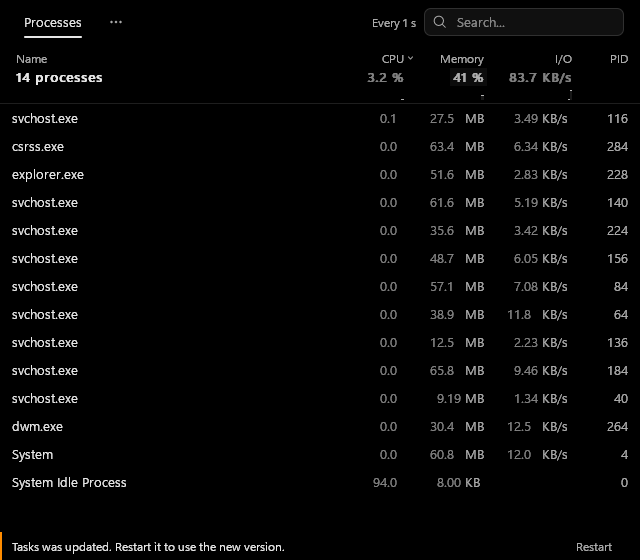 Processes ··· Every 1 s Search...
Name CPU Memory I/O PID
14 processes 3.2 % 41 % 83.7 KB/s
svchost.exe 0.1 27.5 MB 3.49 KB/s 116
csrss.exe 0.0 63.4 MB 6.34 KB/s 284
explorer.exe 0.0 51.6 MB 2.83 KB/s 228
svchost.exe 0.0 61.6 MB 5.19 KB/s 140
svchost.exe 0.0 35.6 MB 3.42 KB/s 224
svchost.exe 0.0 48.7 MB 6.05 KB/s 156
svchost.exe 0.0 57.1 MB 7.08 KB/s 84
svchost.exe 0.0 38.9 MB 11.8 KB/s 64
svchost.exe 0.0 12.5 MB 2.23 KB/s 136
svchost.exe 0.0 65.8 MB 9.46 KB/s 184
svchost.exe 0.0 9.19 MB 1.34 KB/s 40
dwm.exe 0.0 30.4 MB 12.5 KB/s 264
System 0.0 60.8 MB 12.0 KB/s 4
System Idle Process 94.0 8.00 KB 0
Tasks was updated. Restart it to use the new version. Restart